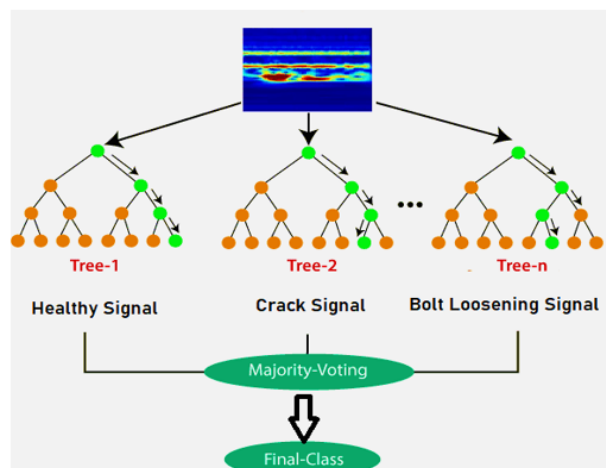 Tree-1
Tree-2
Tree-n
Healthy Signal
Crack Signal
Bolt Loosening Signal
Majority-Voting
Final-Class